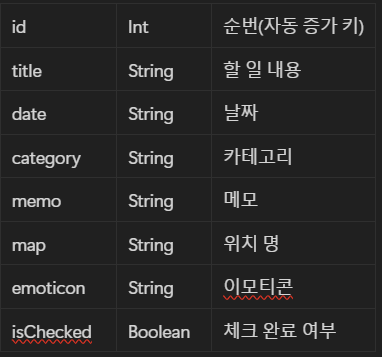 id Int 순번(자동 증가 키)
title String 할 일 내용
date String 날짜
category String 카테고리
memo String 메모
map String 위치 명
emoticon String 이모티콘
isChecked Boolean 체크 완료 여부